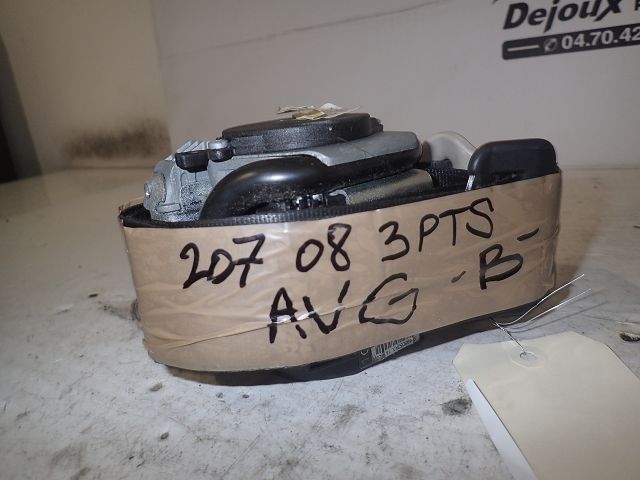 Dejoux
04.70.42
207 08 3PTS
AVG -B-